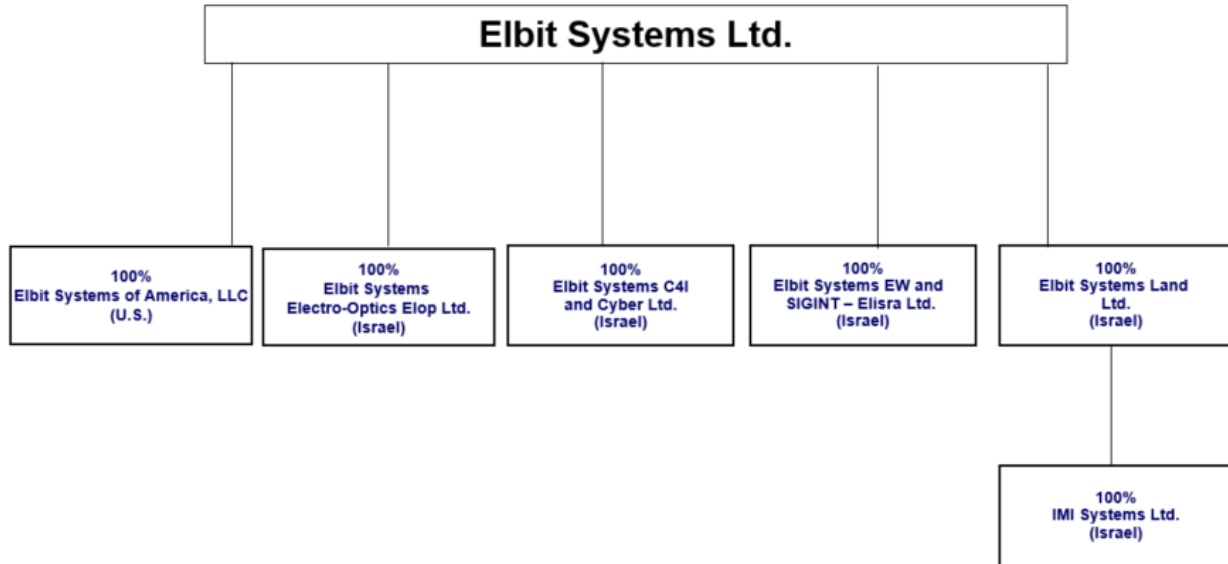 Elbit Systems Ltd.
100%
Elbit Systems of America, LLC
(U.S.)
100%
Elbit Systems
Electro-Optics Elop Ltd.
(Israel)
100%
Elbit Systems C4I
and Cyber Ltd.
(Israel)
100%
Elbit Systems EW and
SIGINT – Elisra Ltd.
(Israel)
100%
Elbit Systems Land
Ltd.
(Israel)
100%
IMI Systems Ltd.
(Israel)